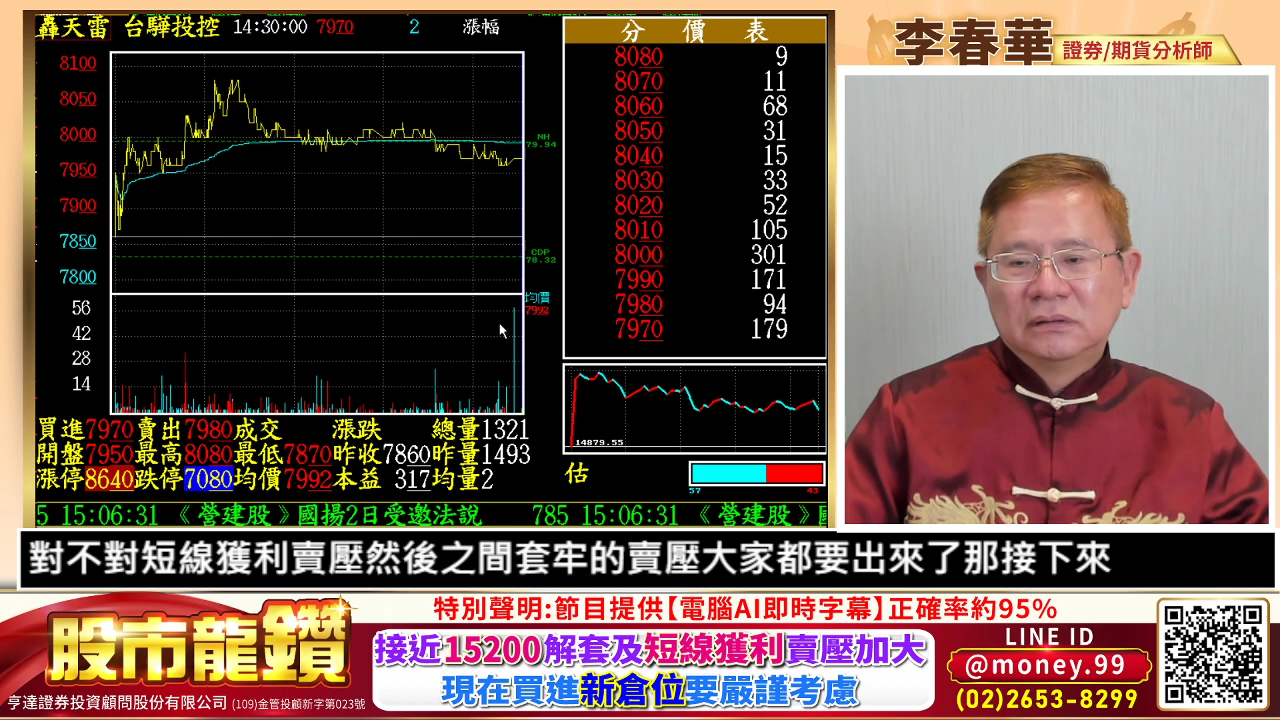 轟天雷 台驊投控 14:30:00 7970 2 漲幅
8100
8050
8000
7950
7900
7850
7800
56
42
28
14
NH
79.94
CDP
78.32
均價
7992
分 價 表
8080 9
8070 11
8060 68
8050 31
8040 15
8030 33
8020 52
8010 105
8000 301
7990 171
7980 94
7970 179
14879.55
買進7970賣出7980成交 漲跌 總量1321
開盤7950最高8080最低7870昨收7860昨量1493
漲停8640跌停7080均價7992本益 317均量2
估
57 43
5 15:06:31 《營建股》國揚2日受邀法說 785 15:06:31 《營建股》
李春華 證券/期貨分析師
對不對短線獲利賣壓然後之間套牢的賣壓大家都要出來了那接下來
特別聲明:節目提供【電腦AI即時字幕】正確率約95%
股市龍鑽
亨達證券投資顧問股份有限公司 (109)金管投顧新字第023號
接近15200解套及短線獲利賣壓加大
現在買進新倉位要嚴謹考慮
LINE ID
@money.99
(02)2653-8299